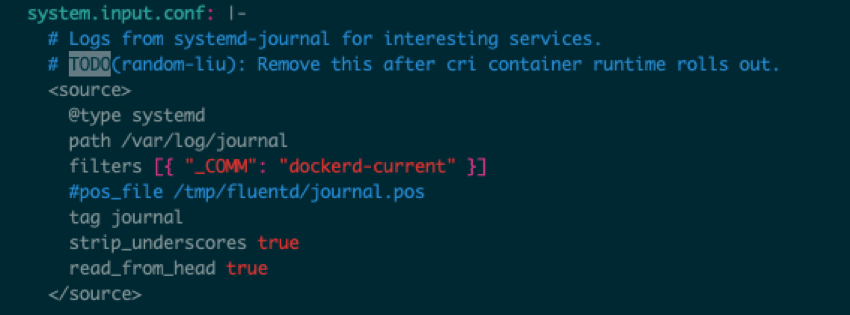 system.input.conf: |-
# Logs from systemd-journal for interesting services.
# TODO(random-liu): Remove this after cri container runtime rolls out.
<source>
@type systemd
path /var/log/journal
filters [{ "_COMM": "dockerd-current" }]
#pos_file /tmp/fluentd/journal.pos
tag journal
strip_underscores true
read_from_head true
</source>